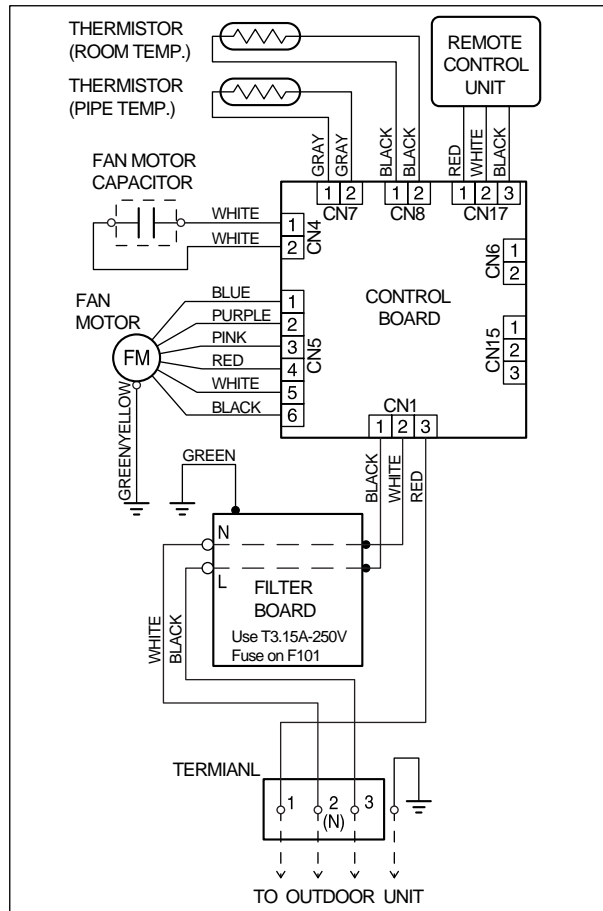 THERMISTOR
(ROOM TEMP.)
REMOTE
CONTROL
UNIT
THERMISTOR
(PIPE TEMP.)
GRAY
GRAY
BLACK
BLACK
RED
WHITE
BLACK
FAN MOTOR
CAPACITOR
1 2
CN7
1 2
CN8
1 2 3
CN17
WHITE
WHITE
1
2
CN4
CN6
1
2
CONTROL
BOARD
FAN
MOTOR
FM
BLUE
PURPLE
PINK
RED
WHITE
BLACK
1
2
3
4
5
6
CN5
CN15
1
2
3
CN1
1 2 3
GREEN/YELLOW
GREEN
BLACK
WHITE
RED
N
L
FILTER
BOARD
Use T3.15A-250V
Fuse on F101
WHITE
BLACK
TERMIANL
1 2 3
(N)
TO OUTDOOR UNIT